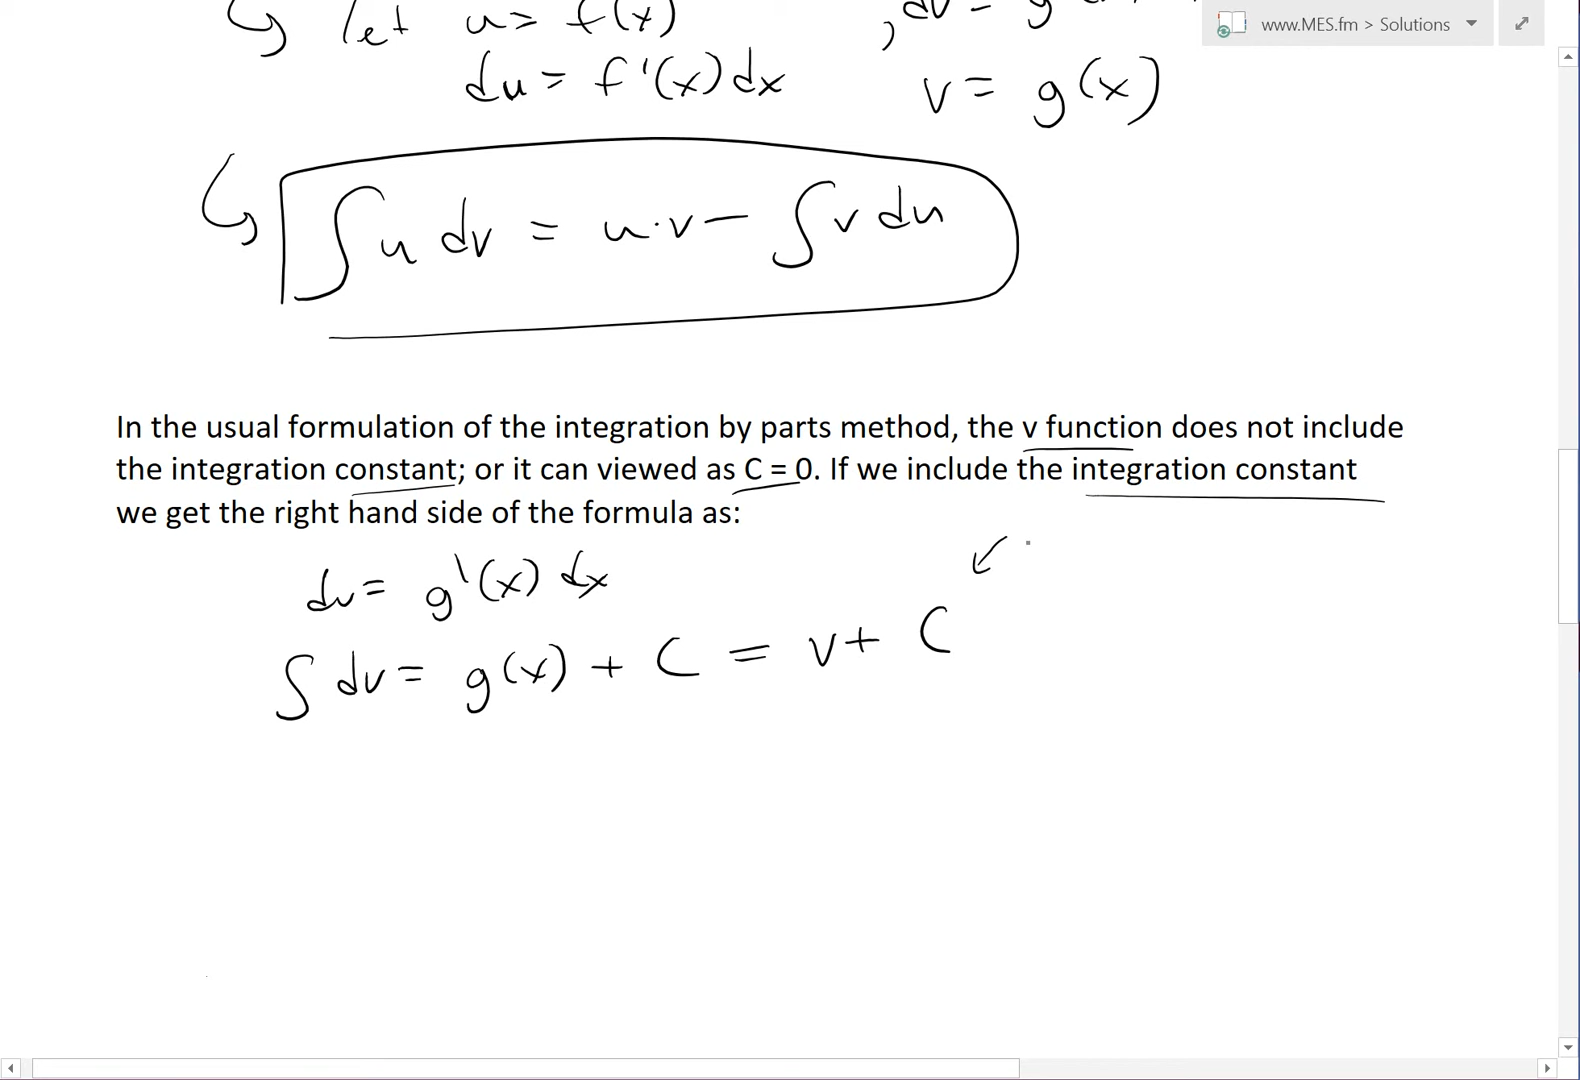 let u = f(x) , dv = g
www.MES.fm > Solutions
du = f'(x) dx v = g(x)
∫ u dv = u·v − ∫ v du
In the usual formulation of the integration by parts method, the v function does not include
the integration constant; or it can viewed as C = 0. If we include the integration constant
we get the right hand side of the formula as:
dv = g'(x) dx
∫ dv = g(x) + C = v + C